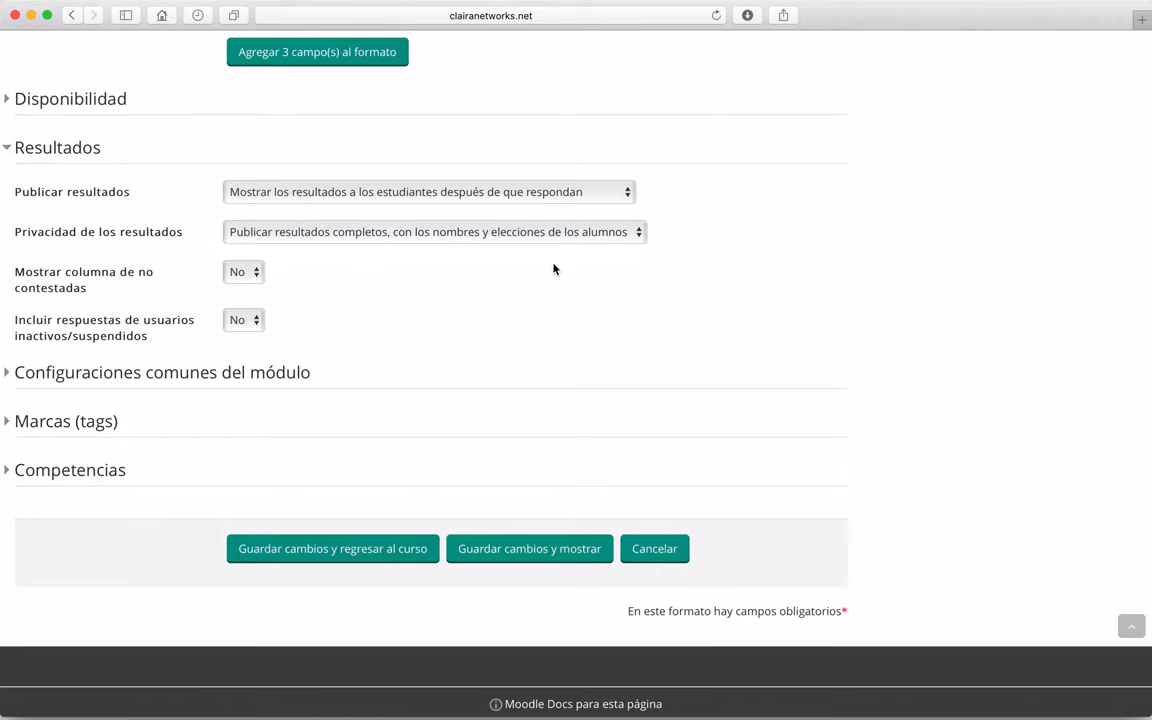 clairanetworks.net
Agregar 3 campo(s) al formato
Disponibilidad
Resultados
Publicar resultados
Mostrar los resultados a los estudiantes después de que respondan
Privacidad de los resultados
Publicar resultados completos, con los nombres y elecciones de los alumnos
Mostrar columna de no
contestadas
No
Incluir respuestas de usuarios
inactivos/suspendidos
No
Configuraciones comunes del módulo
Marcas (tags)
Competencias
Guardar cambios y regresar al curso
Guardar cambios y mostrar
Cancelar
En este formato hay campos obligatorios*
Moodle Docs para esta página